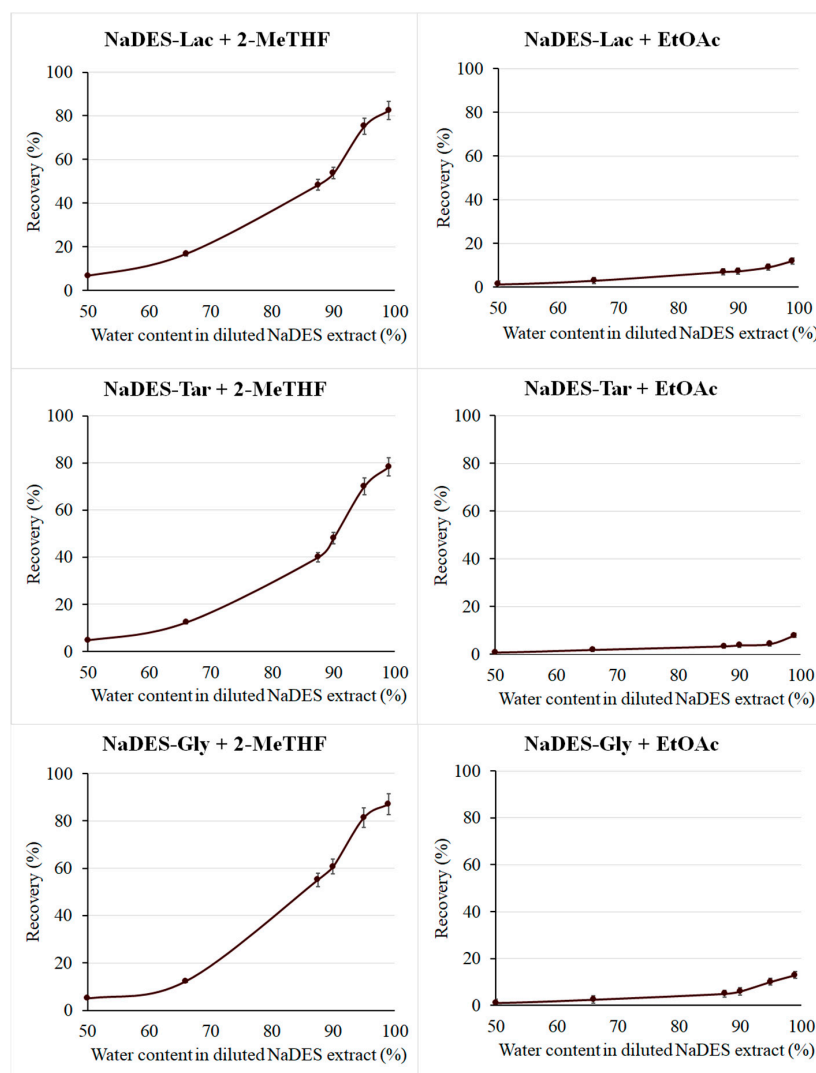 NaDES-Lac + 2-MeTHF
100
80
60
40
20
0
Recovery (%)
50 60 70 80 90 100
Water content in diluted NaDES extract (%)
NaDES-Lac + EtOAc
100
80
60
40
20
0
Recovery (%)
50 60 70 80 90 100
Water content in diluted NaDES extract (%)
NaDES-Tar + 2-MeTHF
100
80
60
40
20
0
Recovery (%)
50 60 70 80 90 100
Water content in diluted NaDES extract (%)
NaDES-Tar + EtOAc
100
80
60
40
20
0
Recovery (%)
50 60 70 80 90 100
Water content in diluted NaDES extract (%)
NaDES-Gly + 2-MeTHF
100
80
60
40
20
0
Recovery (%)
50 60 70 80 90 100
Water content in diluted NaDES extract (%)
NaDES-Gly + EtOAc
100
80
60
40
20
0
Recovery (%)
50 60 70 80 90 100
Water content in diluted NaDES extract (%)